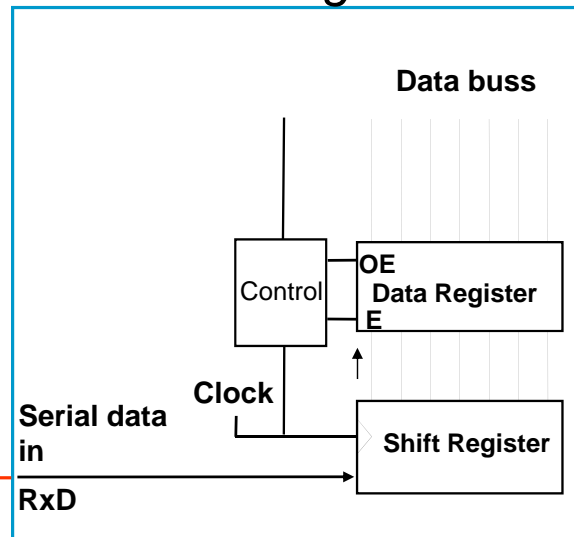 Data buss
OE
Control
Data Register
E
Clock
Serial data
in
Shift Register
RxD